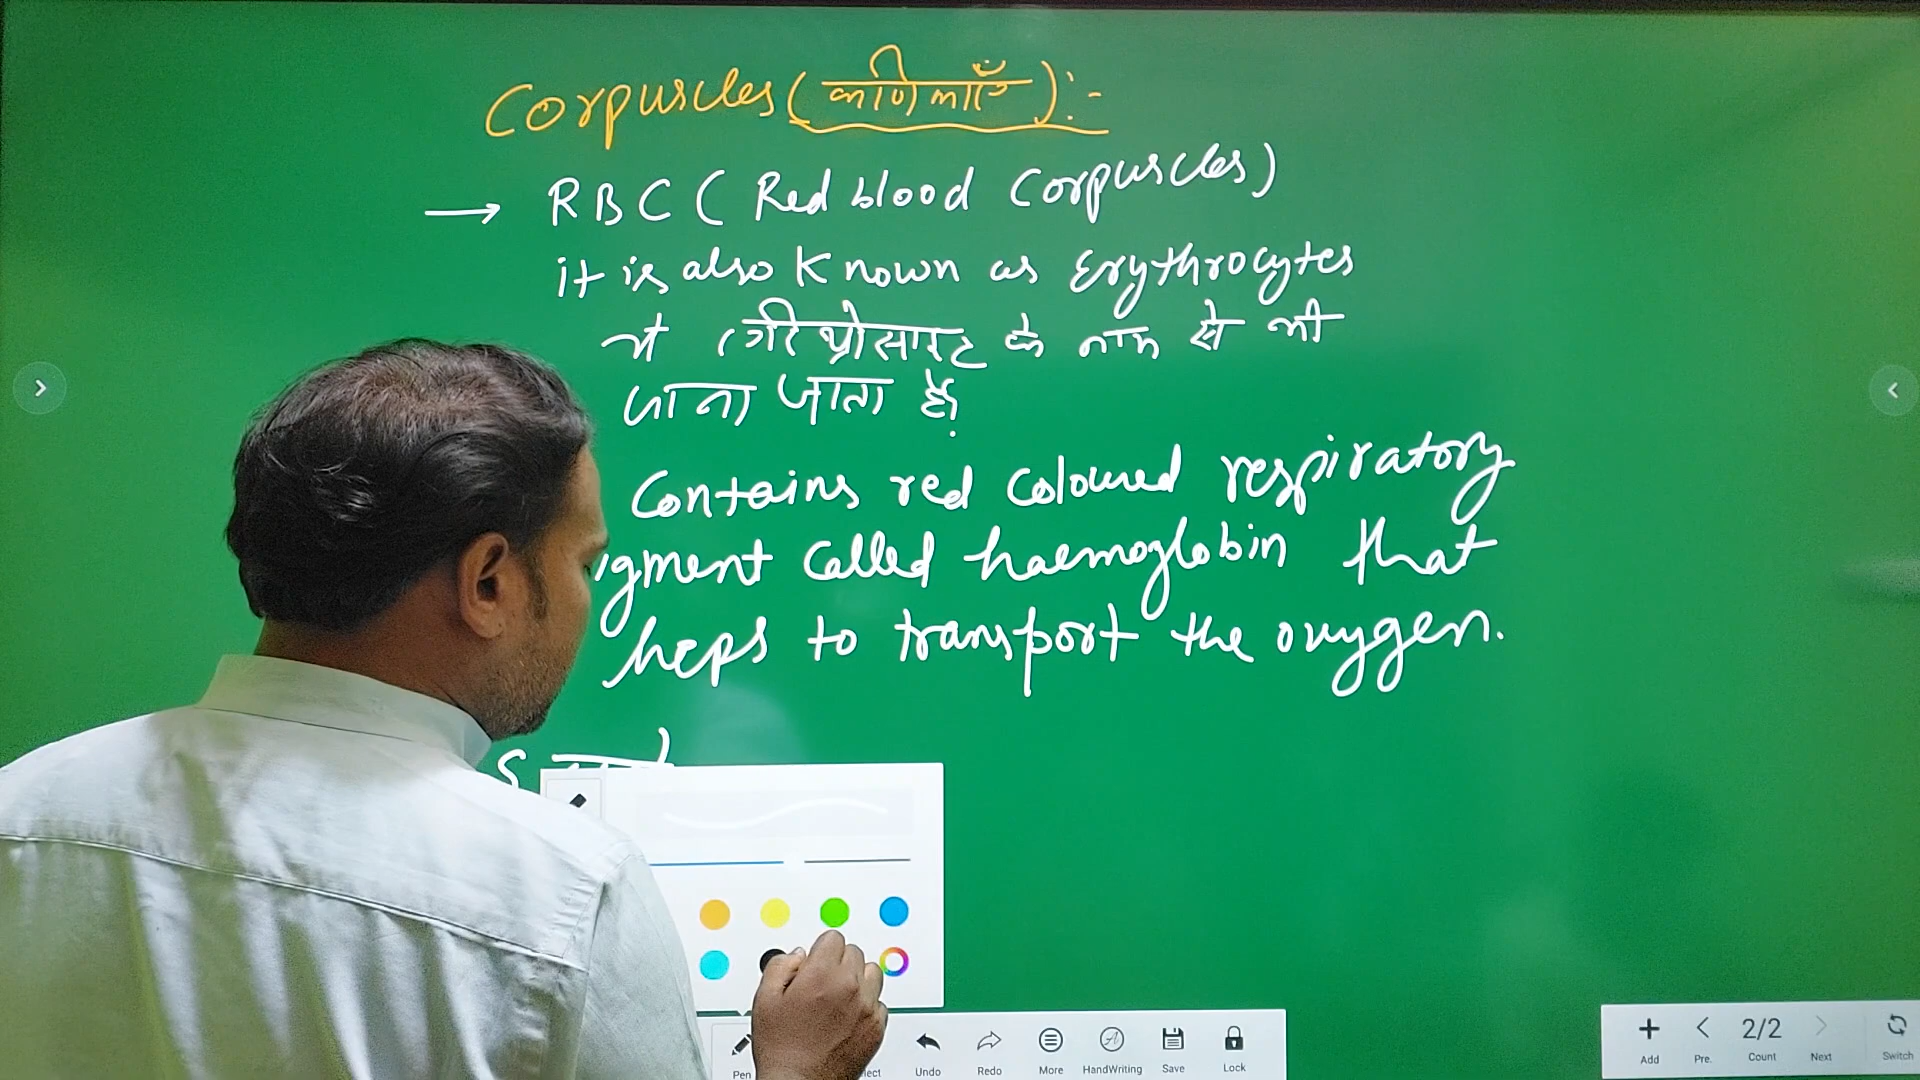 Corpuscles (कणिकाएँ) :-
→ RBC ( Red blood Corpuscles)
it is also Known as Erythrocytes
के नाम से भी
जाना जाता है।
Contains red coloured respiratory
igment called haemoglobin that
heps to transport the oxygen.
Pen
lect
Undo
Redo
More
HandWriting
Save
Lock
Add
Pre.
2/2
Count
Next
Switch